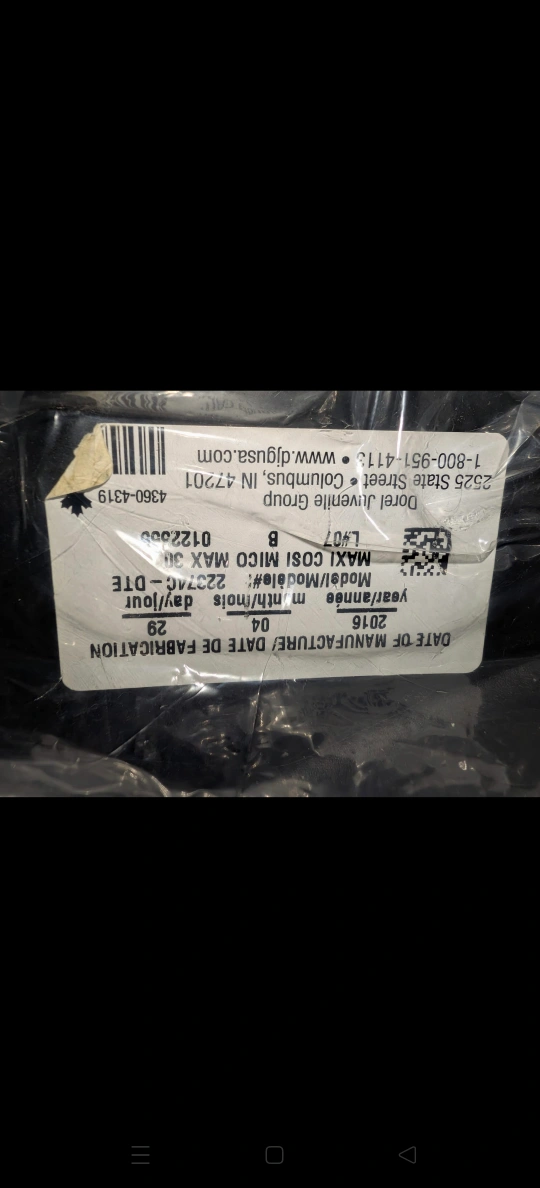 DATE OF MANUFACTURE/ DATE DE FABRICATION
2016 04 29
year/année month/mois day/jour
Model/Modèle#: 22374C - DTE
MAXI COSI MICO MAX 30
L#07 B
Dorel Juvenile Group
2525 State Street • Columbus, IN 47201
1-800-951-4113 • www.djgusa.com
4360-4319